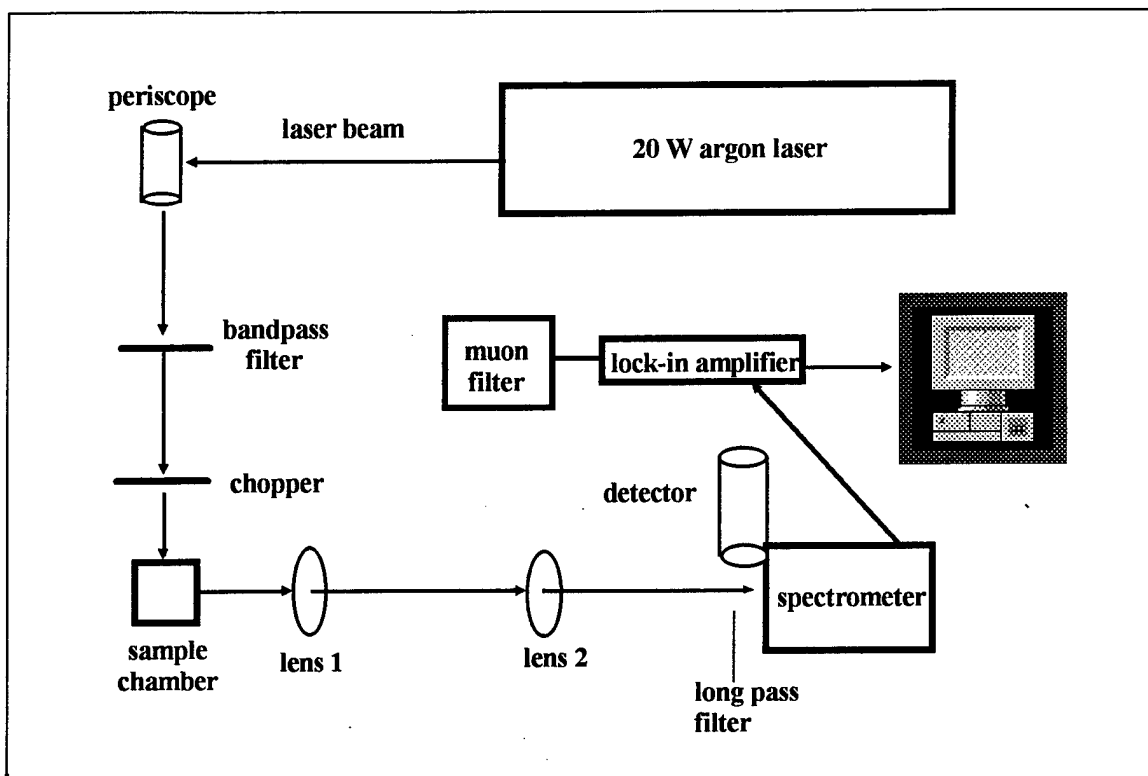 periscope
laser beam
20 W argon laser
bandpass
filter
muon
filter
lock-in amplifier
chopper
detector
spectrometer
sample
chamber
lens 1
lens 2
long pass
filter